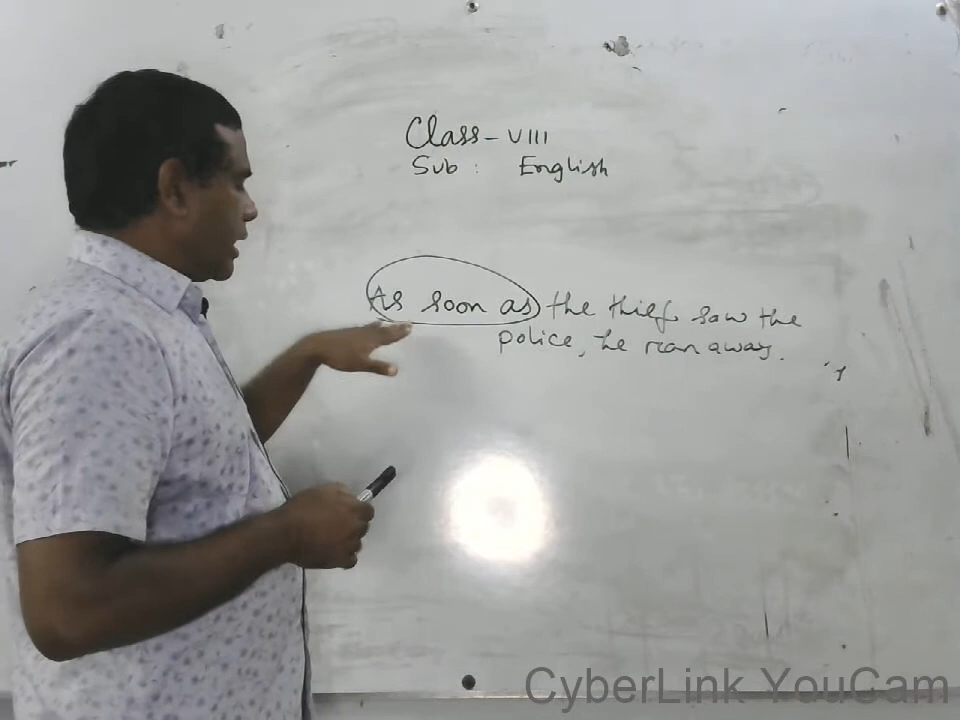 Class - VIII
Sub : English
As soon as the thief saw the
police, he ran away.
CyberLink YouCam